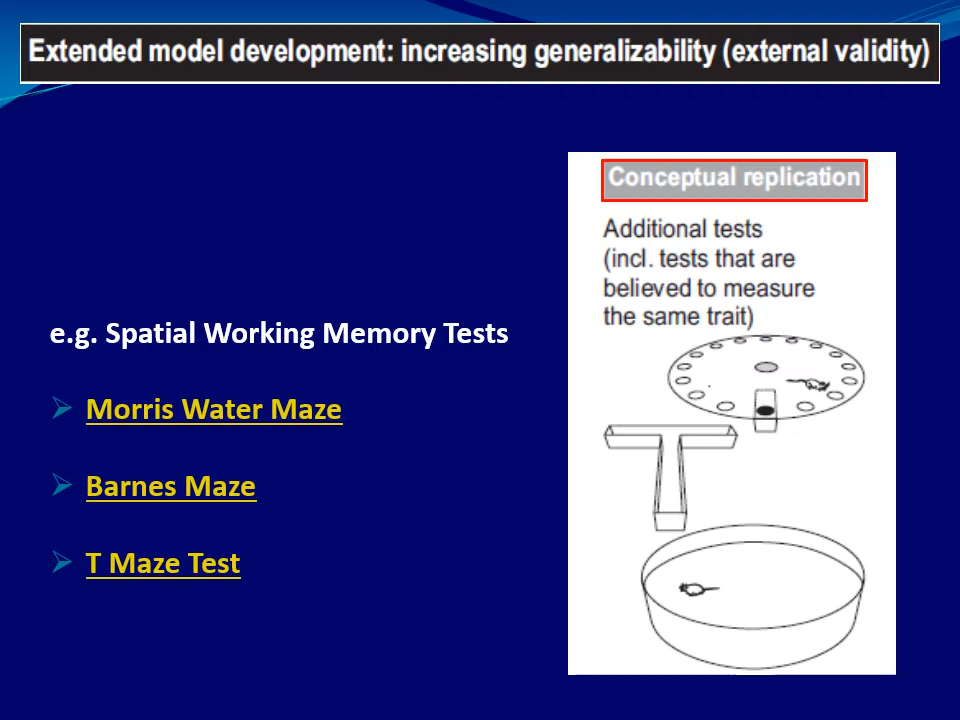 Extended model development: increasing generalizability (external validity)
e.g. Spatial Working Memory Tests
Morris Water Maze
Barnes Maze
T Maze Test
Conceptual replication
Additional tests
(incl. tests that are
believed to measure
the same trait)